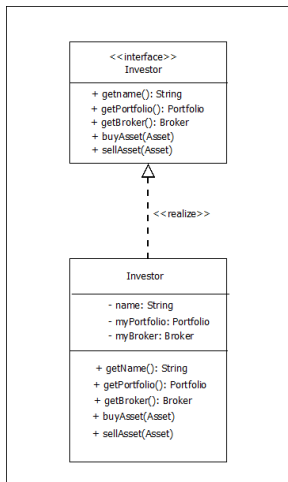 <<interface>>
Investor
+ getname(): String
+ getPortfolio(): Portfolio
+ getBroker(): Broker
+ buyAsset(Asset)
+ sellAsset(Asset)
<<realize>>
Investor
- name: String
- myPortfolio: Portfolio
- myBroker: Broker
+ getName(): String
+ getPortfolio(): Portfolio
+ getBroker(): Broker
+ buyAsset(Asset)
+ sellAsset(Asset)